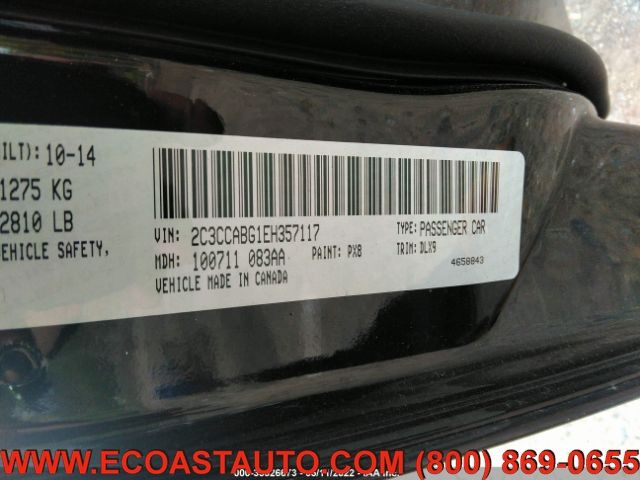 ILT): 10-14
1275 KG
2810 LB
EHICLE SAFETY,
VIN: 2C3CCABG1EH357117 TYPE: PASSENGER CAR
MDH: 100711 083AA PAINT: PX8 TRIM: DLX9
VEHICLE MADE IN CANADA 4658843
WWW.ECOASTAUTO.COM (800) 869-0655